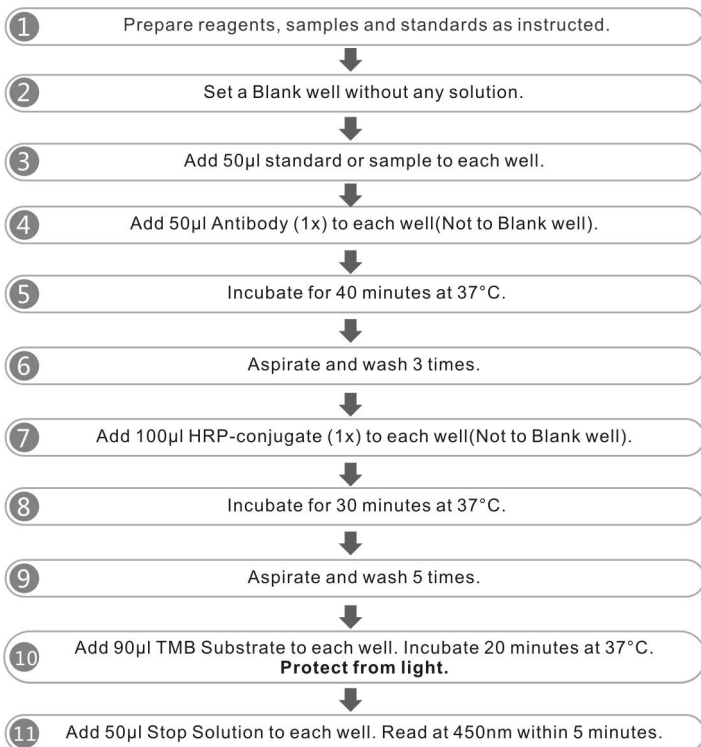 1 Prepare reagents, samples and standards as instructed.
2 Set a Blank well without any solution.
3 Add 50μl standard or sample to each well.
4 Add 50μl Antibody (1x) to each well(Not to Blank well).
5 Incubate for 40 minutes at 37°C.
6 Aspirate and wash 3 times.
7 Add 100μl HRP-conjugate (1x) to each well(Not to Blank well).
8 Incubate for 30 minutes at 37°C.
9 Aspirate and wash 5 times.
10 Add 90μl TMB Substrate to each well. Incubate 20 minutes at 37°C.
Protect from light.
11 Add 50μl Stop Solution to each well. Read at 450nm within 5 minutes.